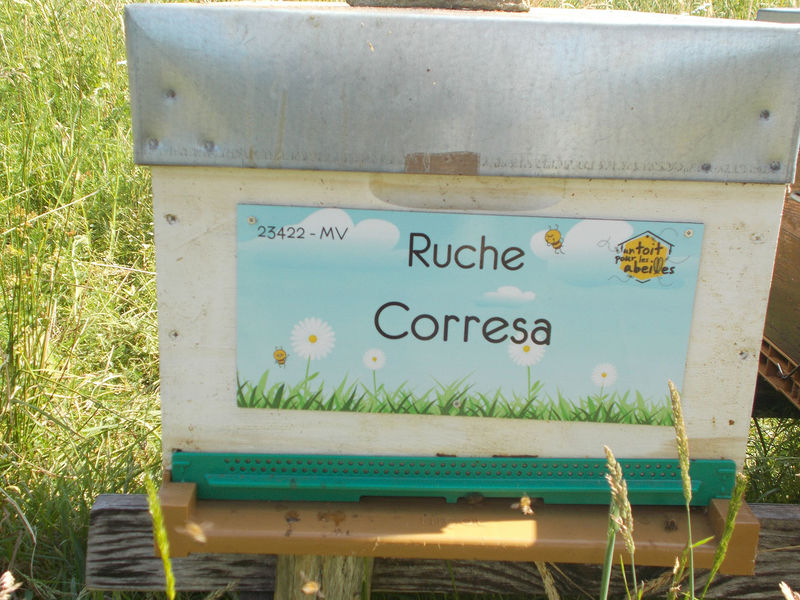 23422 - MV
Ruche
Corresa
un toit
pour les
abeilles